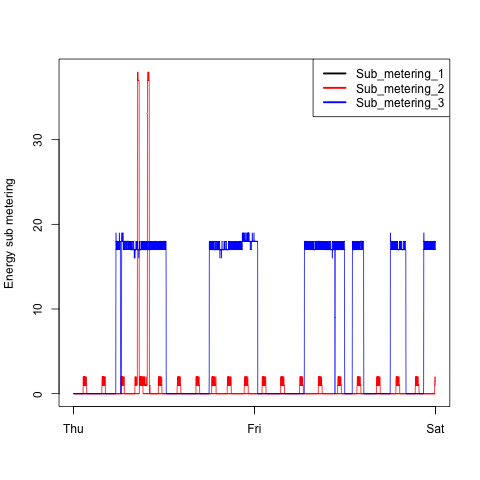 Sub_metering_1
Sub_metering_2
Sub_metering_3
Energy sub metering
30
20
10
0
Thu Fri Sat